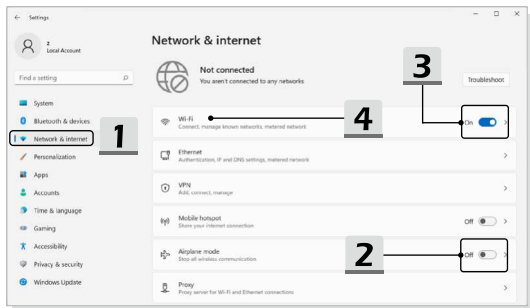 ← Settings
z
Local Account
Find a setting
System
Bluetooth & devices
Network & internet
Personalization
Apps
Accounts
Time & language
Gaming
Accessibility
Privacy & security
Windows Update
1
Network & internet
Not connected
You aren't connected to any networks
Troubleshoot
3
Wi-Fi
Connect, manage known networks, metered network
4
On
Ethernet
Authentication, IP and DNS settings, metered network
VPN
Add, connect, manage
Mobile hotspot
Share your internet connection
Off
Airplane mode
Stop all wireless communication
2
Off
Proxy
Proxy server for Wi-Fi and Ethernet connections